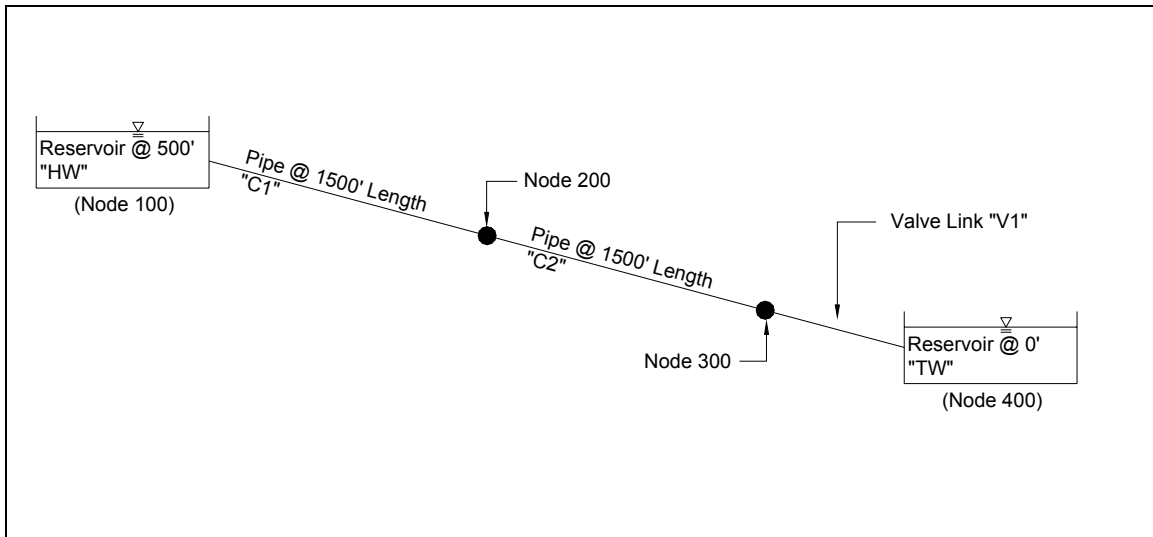 Reservoir @ 500'
"HW"
(Node 100)
Pipe @ 1500' Length
"C1"
Node 200
Pipe @ 1500' Length
"C2"
Valve Link "V1"
Node 300
Reservoir @ 0'
"TW"
(Node 400)